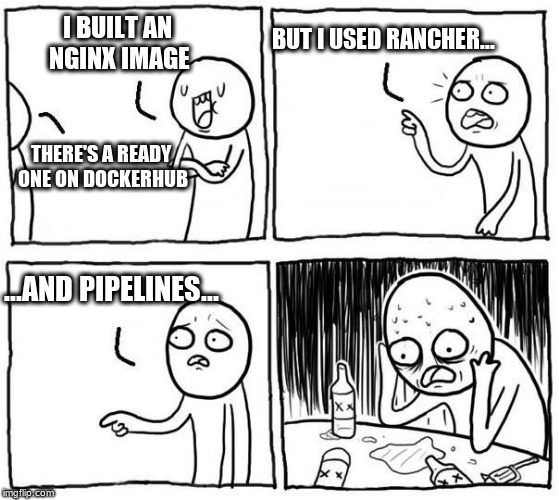 I BUILT AN
NGINX IMAGE
THERE'S A READY
ONE ON DOCKERHUB
BUT I USED RANCHER...
...AND PIPELINES...
X X
X X
X X
imgflip.com